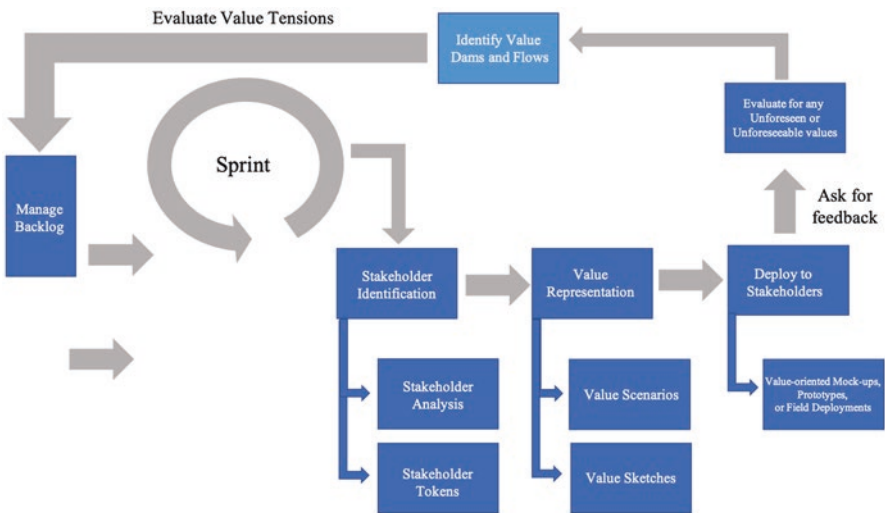 Evaluate Value Tensions
Identify Value
Dams and Flows
Evaluate for any
Unforeseen or
Unforeseeable values
Sprint
Manage
Backlog
Ask for
feedback
Stakeholder
Identification
Value
Representation
Deploy to
Stakeholders
Stakeholder
Analysis
Value Scenarios
Value-oriented Mock-ups,
Prototypes,
or Field Deployments
Stakeholder
Tokens
Value Sketches